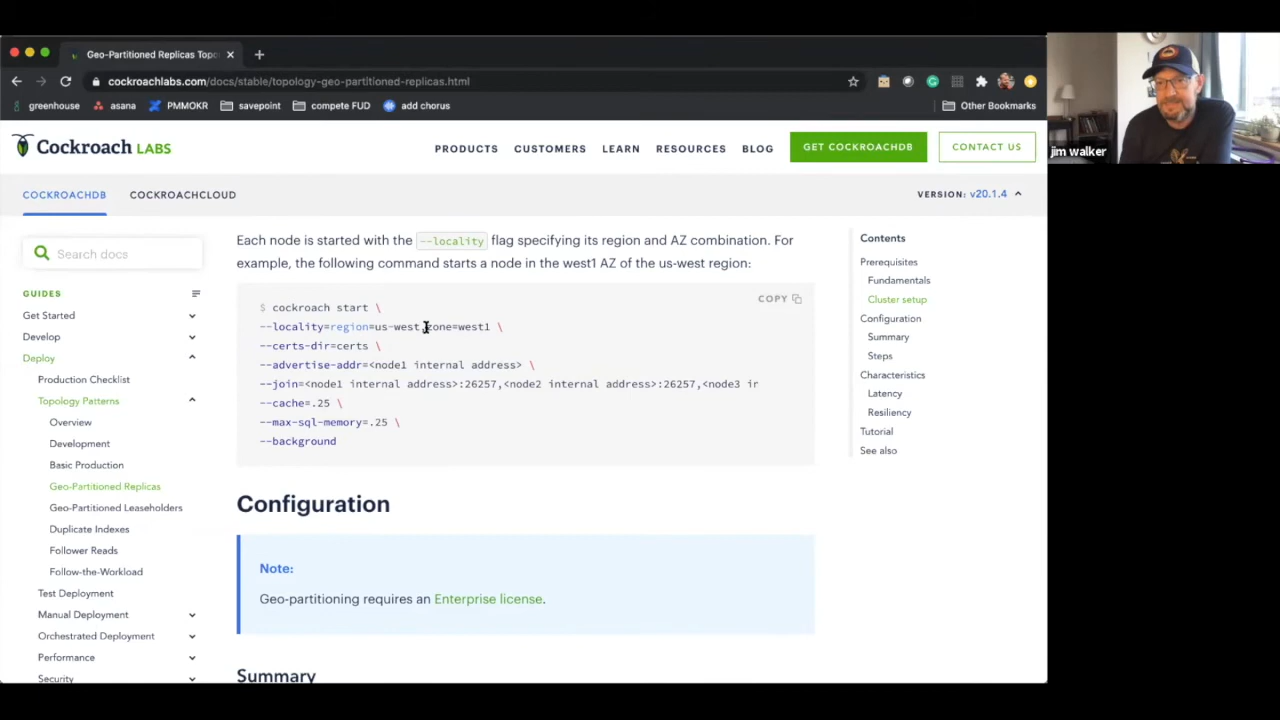 Geo-Partitioned Replicas Topo
cockroachlabs.com/docs/stable/topology-geo-partitioned-replicas.html
greenhouse asana PMMOKR savepoint compete FUD add chorus Other Bookmarks
jim walker
Cockroach LABS
PRODUCTS CUSTOMERS LEARN RESOURCES BLOG GET COCKROACHDB CONTACT US
COCKROACHDB COCKROACHCLOUD VERSION: v20.1.4
Search docs
GUIDES
Get Started
Develop
Deploy
Production Checklist
Topology Patterns
Overview
Development
Basic Production
Geo-Partitioned Replicas
Geo-Partitioned Leaseholders
Duplicate Indexes
Follower Reads
Follow-the-Workload
Test Deployment
Manual Deployment
Orchestrated Deployment
Performance
Security
Each node is started with the --locality flag specifying its region and AZ combination. For
example, the following command starts a node in the west1 AZ of the us-west region:
COPY
$ cockroach start \
--locality=region=us-west,zone=west1 \
--certs-dir=certs \
--advertise-addr=<node1 internal address> \
--join=<node1 internal address>:26257,<node2 internal address>:26257,<node3 ir
--cache=.25 \
--max-sql-memory=.25 \
--background
Configuration
Note:
Geo-partitioning requires an Enterprise license.
Summary
Contents
Prerequisites
Fundamentals
Cluster setup
Configuration
Summary
Steps
Characteristics
Latency
Resiliency
Tutorial
See also